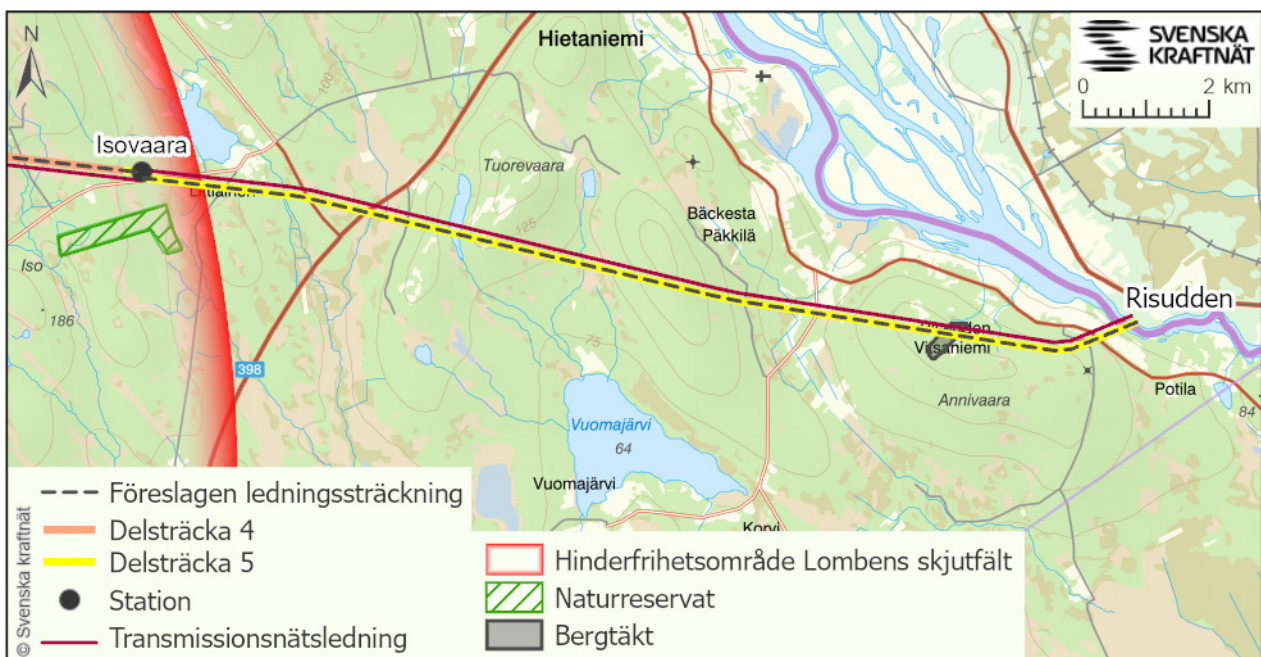 N
Hietaniemi
SVENSKA
KRAFTNÄT
0 2 km
100
Isovaara
Tuorevaara
Bäckesta
Päkkilä
125
Iso
186
Risudden
Vitsaniemi
75
398
Potila
Annivaara
84
Vuomajärvi
64
Vuomajärvi
Korvi
Föreslagen ledningssträckning
Delsträcka 4
Delsträcka 5
Station
Transmissionsnätsledning
Hinderfrihetsområde Lombens skjutfält
Naturreservat
Bergtäkt
© Svenska kraftnät